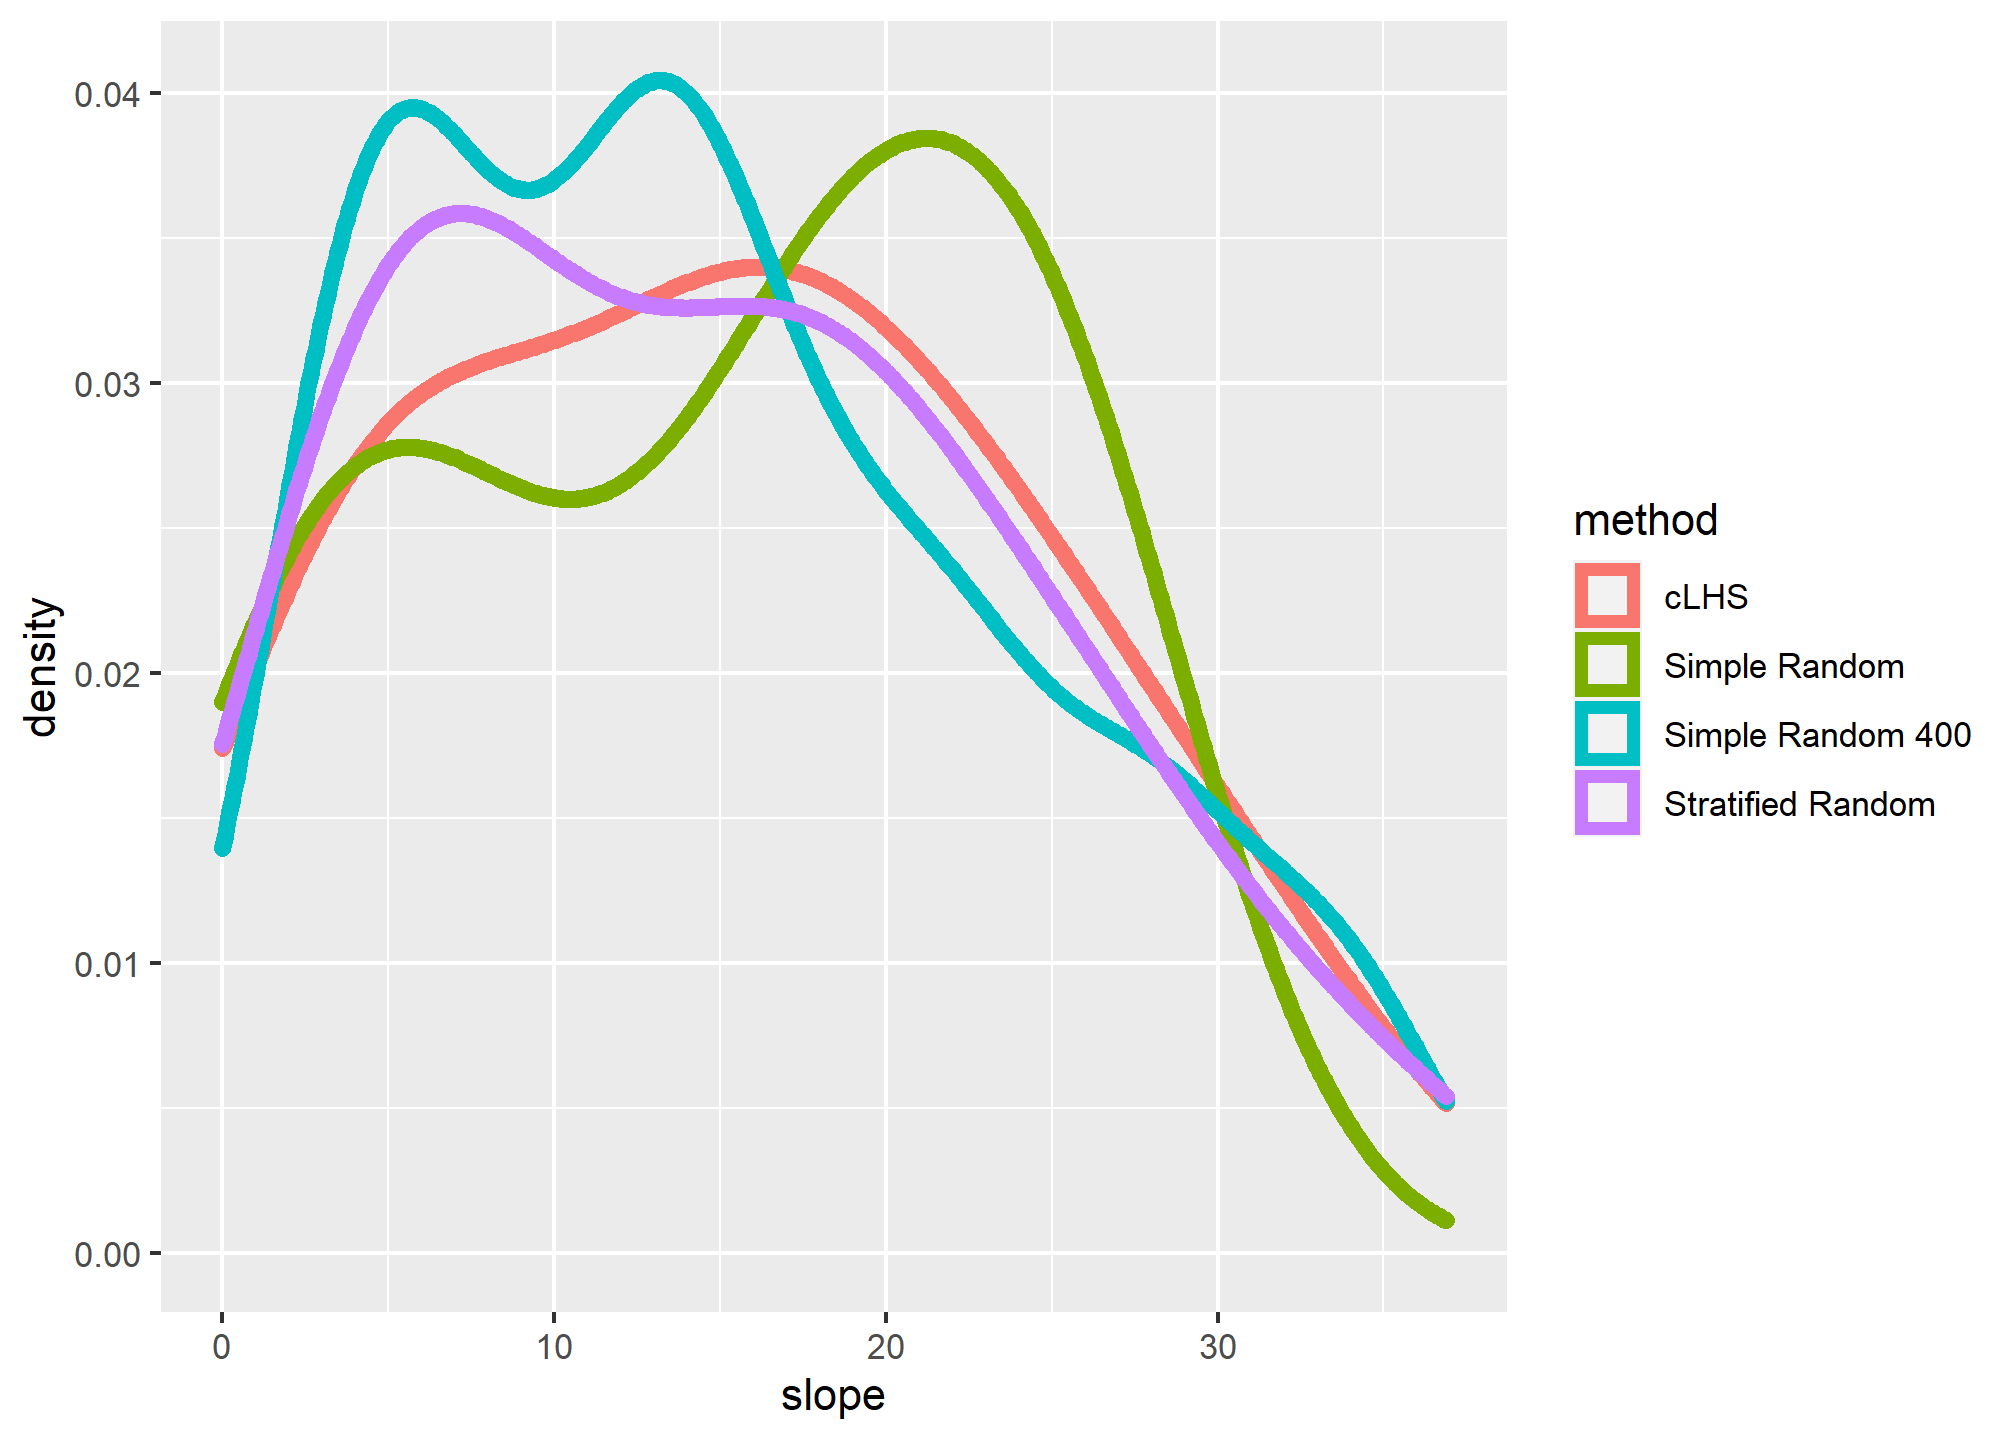 density
0.04
0.03
0.02
0.01
0.00
0
10
20
30
slope
method
cLHS
Simple Random
Simple Random 400
Stratified Random